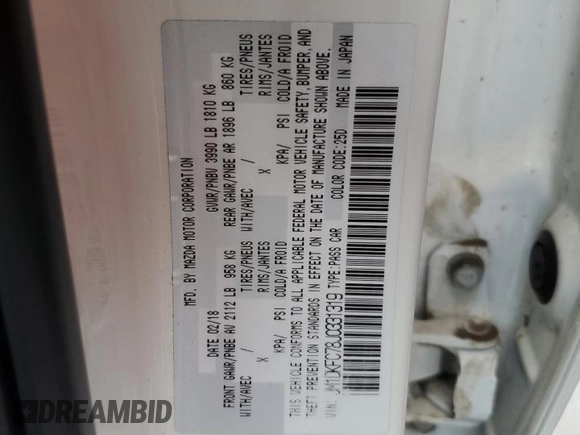 MFD. BY MAZDA MOTOR CORPORATION
DATE 02/18 GVWR/PNBV 3990 LB 1810 KG
FRONT GAWR/PNBE AV 2112 LB 958 KG REAR GAWR/PNBE AR 1896 LB 860 KG
WITH/AVEC / TIRES/PNEUS WITH/AVEC / TIRES/PNEUS
X RIMS/JANTES X RIMS/JANTES
KPA/ PSI COLD/A FROID KPA/ PSI COLD/A FROID
THIS VEHICLE CONFORMS TO ALL APPLICABLE FEDERAL MOTOR VEHICLE SAFETY, BUMPER, AND
THEFT PREVENTION STANDARDS IN EFFECT ON THE DATE OF MANUFACTURE SHOWN ABOVE.
VIN: JM1DKFC78J0331319 TYPE:PASS CAR COLOR CODE:25D MADE IN JAPAN
EPICVIN.COM